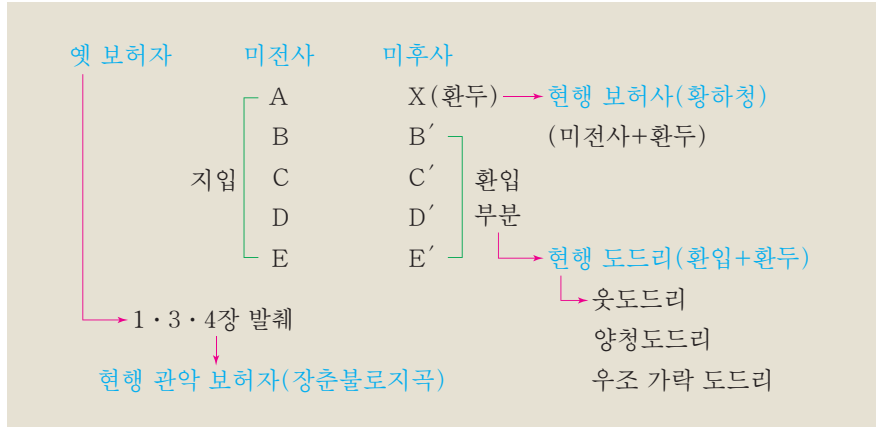 옛 보허자 미전사 미후사
A X(환두) 현행 보허사(황하청)
B B′ (미전사+환두)
지입 C C′ 환입
D D′ 부분
E E′ 현행 도드리(환입+환두)
웃도드리
1·3·4장 발췌
양청도드리
현행 관악 보허자(장춘불로지곡) 우조 가락 도드리